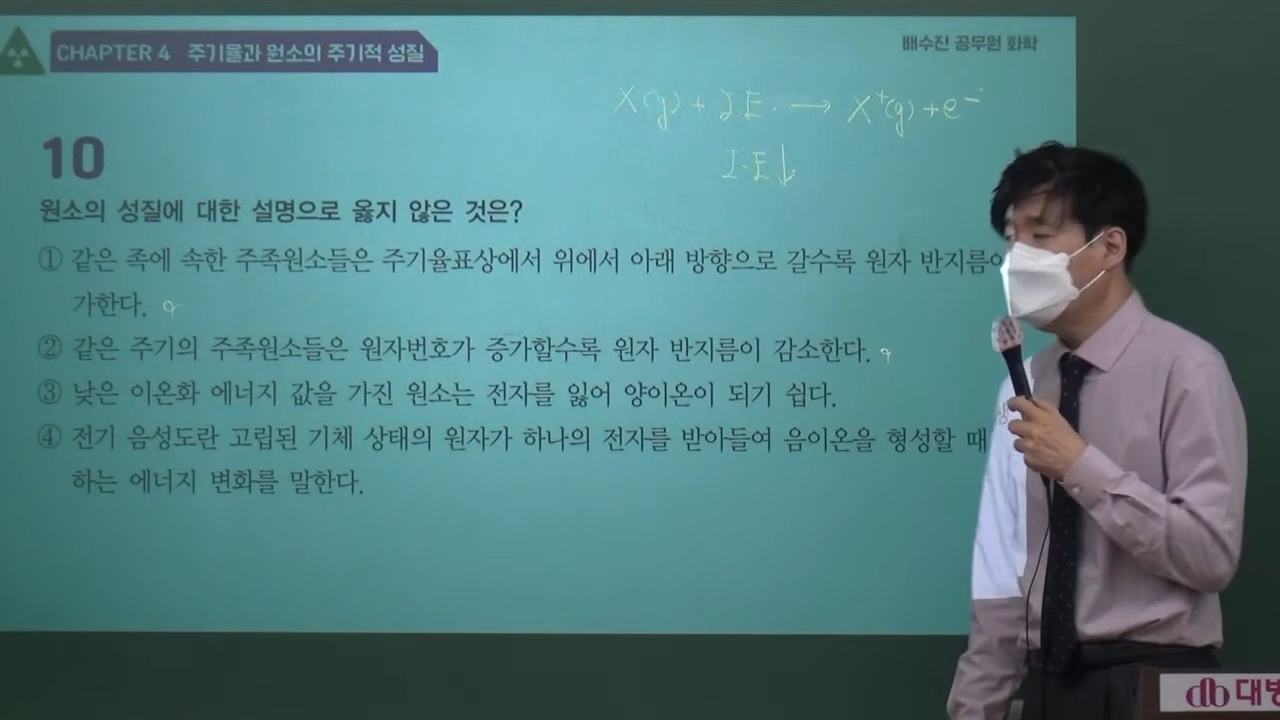 CHAPTER 4 주기율과 원소의 주기적 성질
배수진 공무원 화학
X(g) + I.E. → X⁺(g) + e⁻
I.E↓
10
원소의 성질에 대한 설명으로 옳지 않은 것은?
① 같은 족에 속한 주족원소들은 주기율표상에서 위에서 아래 방향으로 갈수록 원자 반지름이
가한다.
② 같은 주기의 주족원소들은 원자번호가 증가할수록 원자 반지름이 감소한다.
③ 낮은 이온화 에너지 값을 가진 원소는 전자를 잃어 양이온이 되기 쉽다.
④ 전기 음성도란 고립된 기체 상태의 원자가 하나의 전자를 받아들여 음이온을 형성할 때
하는 에너지 변화를 말한다.